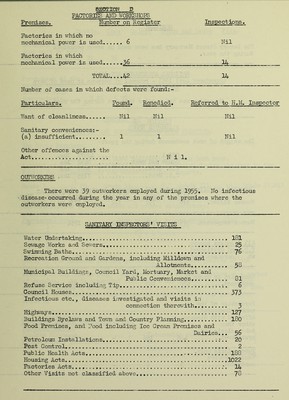 SECTION D
FACTORIES AND WORKSHOPS
Premises. Number on Register Inspections.
Factories in which no
mechanical power is used...... 6 Nil
Factories in which
mechanical power is used.....36 14
TOTAL....42 14
Number of cases in which defects were found:-
Particulars. Found. Remedied. Referred to H.M. Inspector
Want of cleanliness...... Nil Nil Nil
Sanitary conveniences:-
(a) insufficient......... 1 1 Nil
Other offences against the
Act...................... N i l.
OUTWORKERS
There were 39 outworkers employed during 1955. No infectious
disease occurred during the year in any of the premises where the
outworkers were employed.
SANITARY INSPECTORS' VISITS
Water Undertaking................ 181
Sewage Works and Sewers................ 25
Swimming Baths................ 76
Recreation Ground and Gardens, including Milldown and
Allotments......... 58
Municipal Buildings, Council Yard, Mortuary, Market and
Public Conveniences......... 81
Refuse Service including Tip................ 6
Council Houses................ 373
Infectious etc., diseases investigated and visits in
connection therewith......... 3
Highways................ 127
Buildings Byelaws and Town and Country Planning......... 180
Food Premises, and Food including Ice Cream Premises and
Dairies... 56
Petroleum Installations................ 20
Pest Control................ 2
Public Health Acts................ 188
Housing Acts................ 1022
Factories Acts................ 14
Other Visits not classified above................ 78